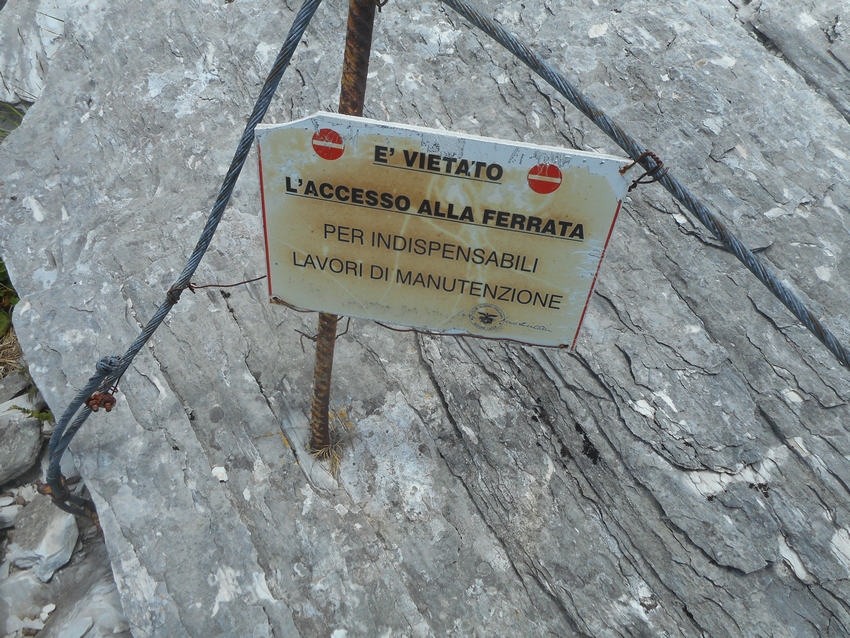 E' VIETATO
L'ACCESSO ALLA FERRATA
PER INDISPENSABILI
LAVORI DI MANUTENZIONE